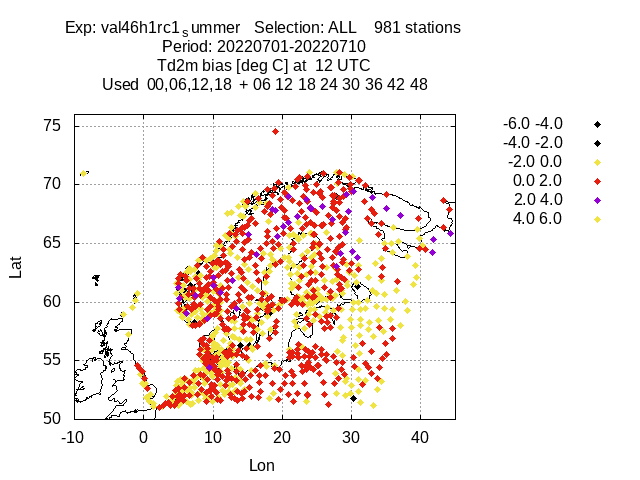 Exp: val46h1rc1summer   Selection: ALL    981 stations
Period: 20220701-20220710
Td2m bias [deg C] at  12 UTC
Used  00,06,12,18  + 06 12 18 24 30 36 42 48
-6.0 -4.0
-4.0 -2.0
-2.0 0.0
0.0 2.0
2.0 4.0
4.0 6.0
75
70
65
60
55
50
Lat
-10 0 10 20 30 40
Lon